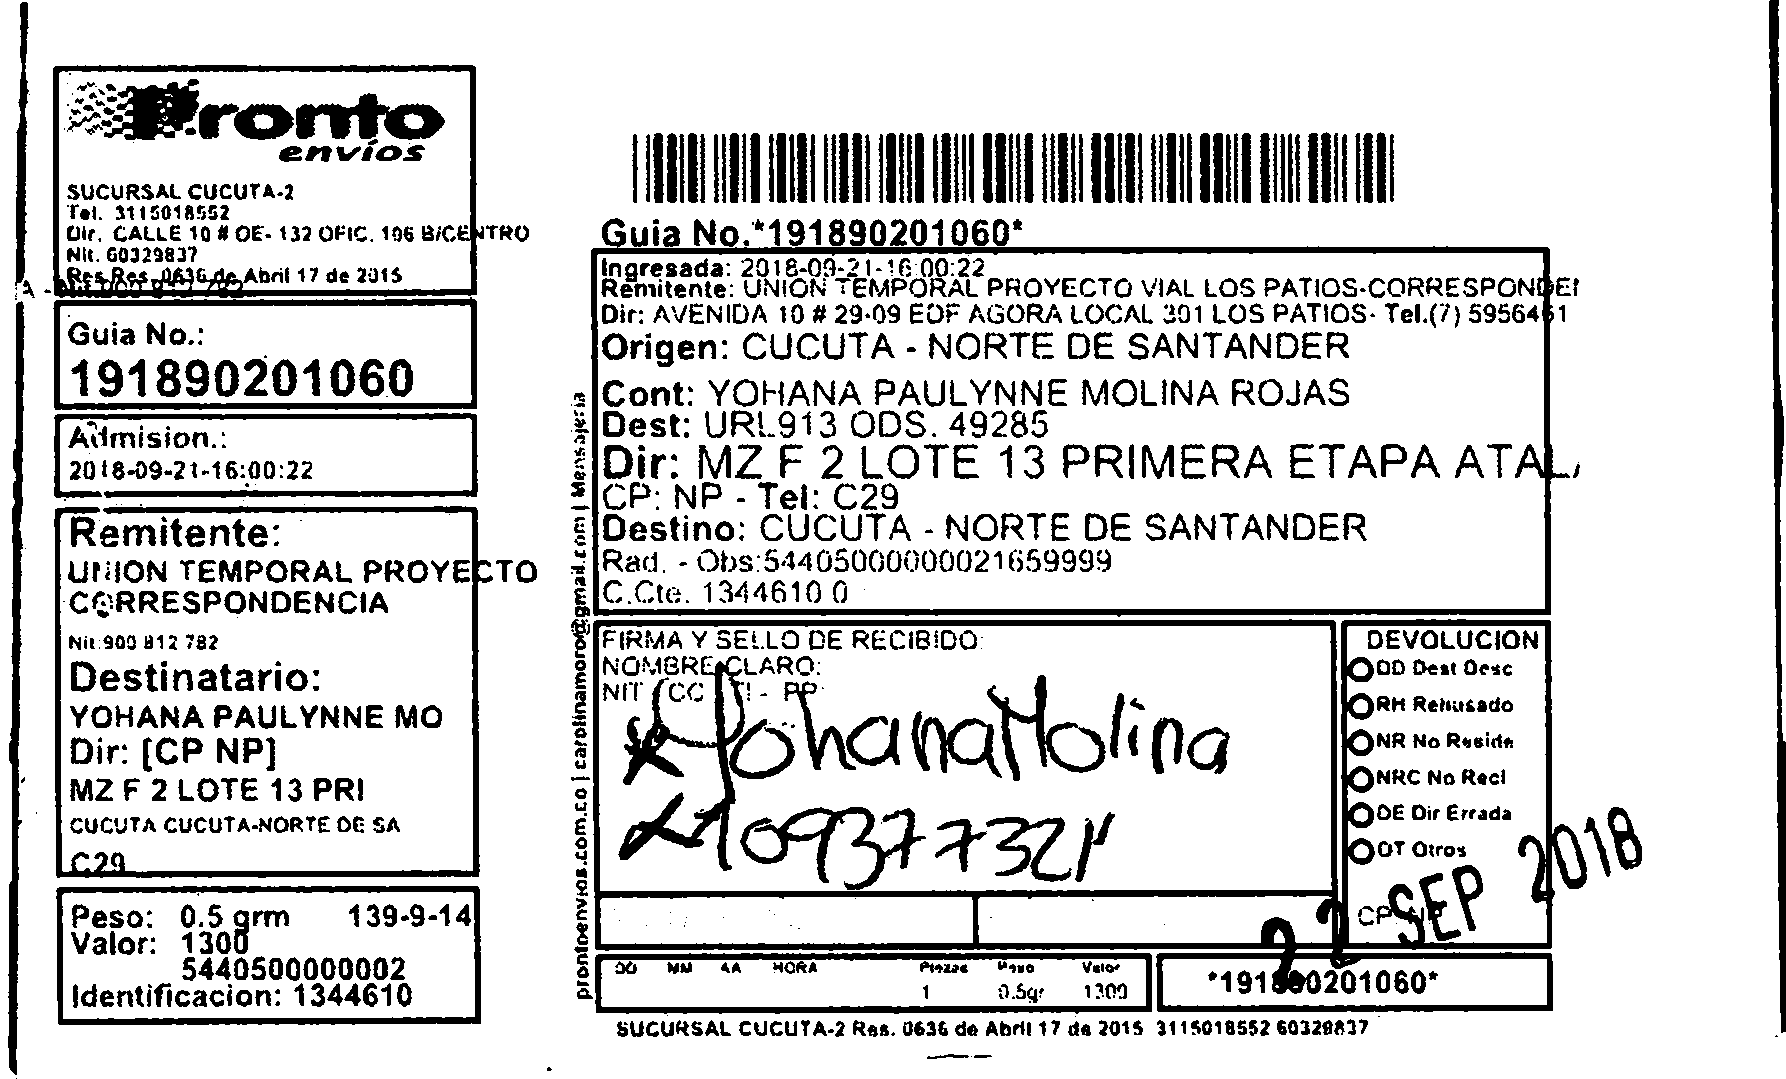 Pronto
envíos
SUCURSAL CUCUTA-2
Tel. 3115018552
Dir. CALLE 10 # OE- 132 OFIC. 106 B/CENTRO
Nit. 60329837
Res.Res. 0636 de Abril 17 de 2015
Guia No.:
191890201060
Admision.:
2018-09-21-16:00:22
Remitente:
UNION TEMPORAL PROYECTO
CORRESPONDENCIA
Nit:900 812 782
Destinatario:
YOHANA PAULYNNE MO
Dir: [CP NP]
MZ F 2 LOTE 13 PRI
CUCUTA CUCUTA-NORTE DE SA
C29
Peso: 0.5 grm 139-9-14
Valor: 1300
5440500000002
Identificacion: 1344610
prontoenvios.com.co | carolinamoro@gmail.com | Mensajeria
Guia No.*191890201060*
Ingresada: 2018-09-21-16:00:22
Remitente: UNION TEMPORAL PROYECTO VIAL LOS PATIOS-CORRESPONDEN
Dir: AVENIDA 10 # 29-09 EDF AGORA LOCAL 301 LOS PATIOS- Tel.(7) 5956461
Origen: CUCUTA - NORTE DE SANTANDER
Cont: YOHANA PAULYNNE MOLINA ROJAS
Dest: URL913 ODS. 49285
Dir: MZ F 2 LOTE 13 PRIMERA ETAPA ATALA
CP: NP - Tel: C29
Destino: CUCUTA - NORTE DE SANTANDER
Rad. - Obs:544050000000021659999
C.Cte. 1344610 0
FIRMA Y SELLO DE RECIBIDO:
NOMBRE CLARO:
NIT - CC - TI - PP:
Yohana Molina
DEVOLUCION
DD Dest Desc
RH Rehusado
NR No Reside
NRC No Recl
DE Dir Errada
OT Otros
CP: NP
22 SEP 2018
DD MM AA HORA Piezas Peso Valor
1 0.5gr 1300
*191890201060*
SUCURSAL CUCUTA-2 Res. 0636 de Abril 17 de 2015 3115018552 60329837